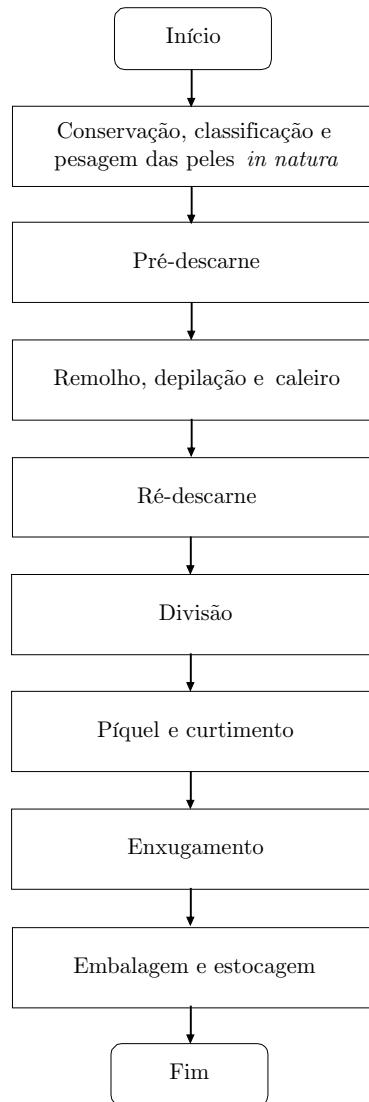 Início
Conservação, classificação e
pesagem das peles in natura
Pré-descarne
Remolho, depilação e caleiro
Ré-descarne
Divisão
Píquel e curtimento
Enxugamento
Embalagem e estocagem
Fim